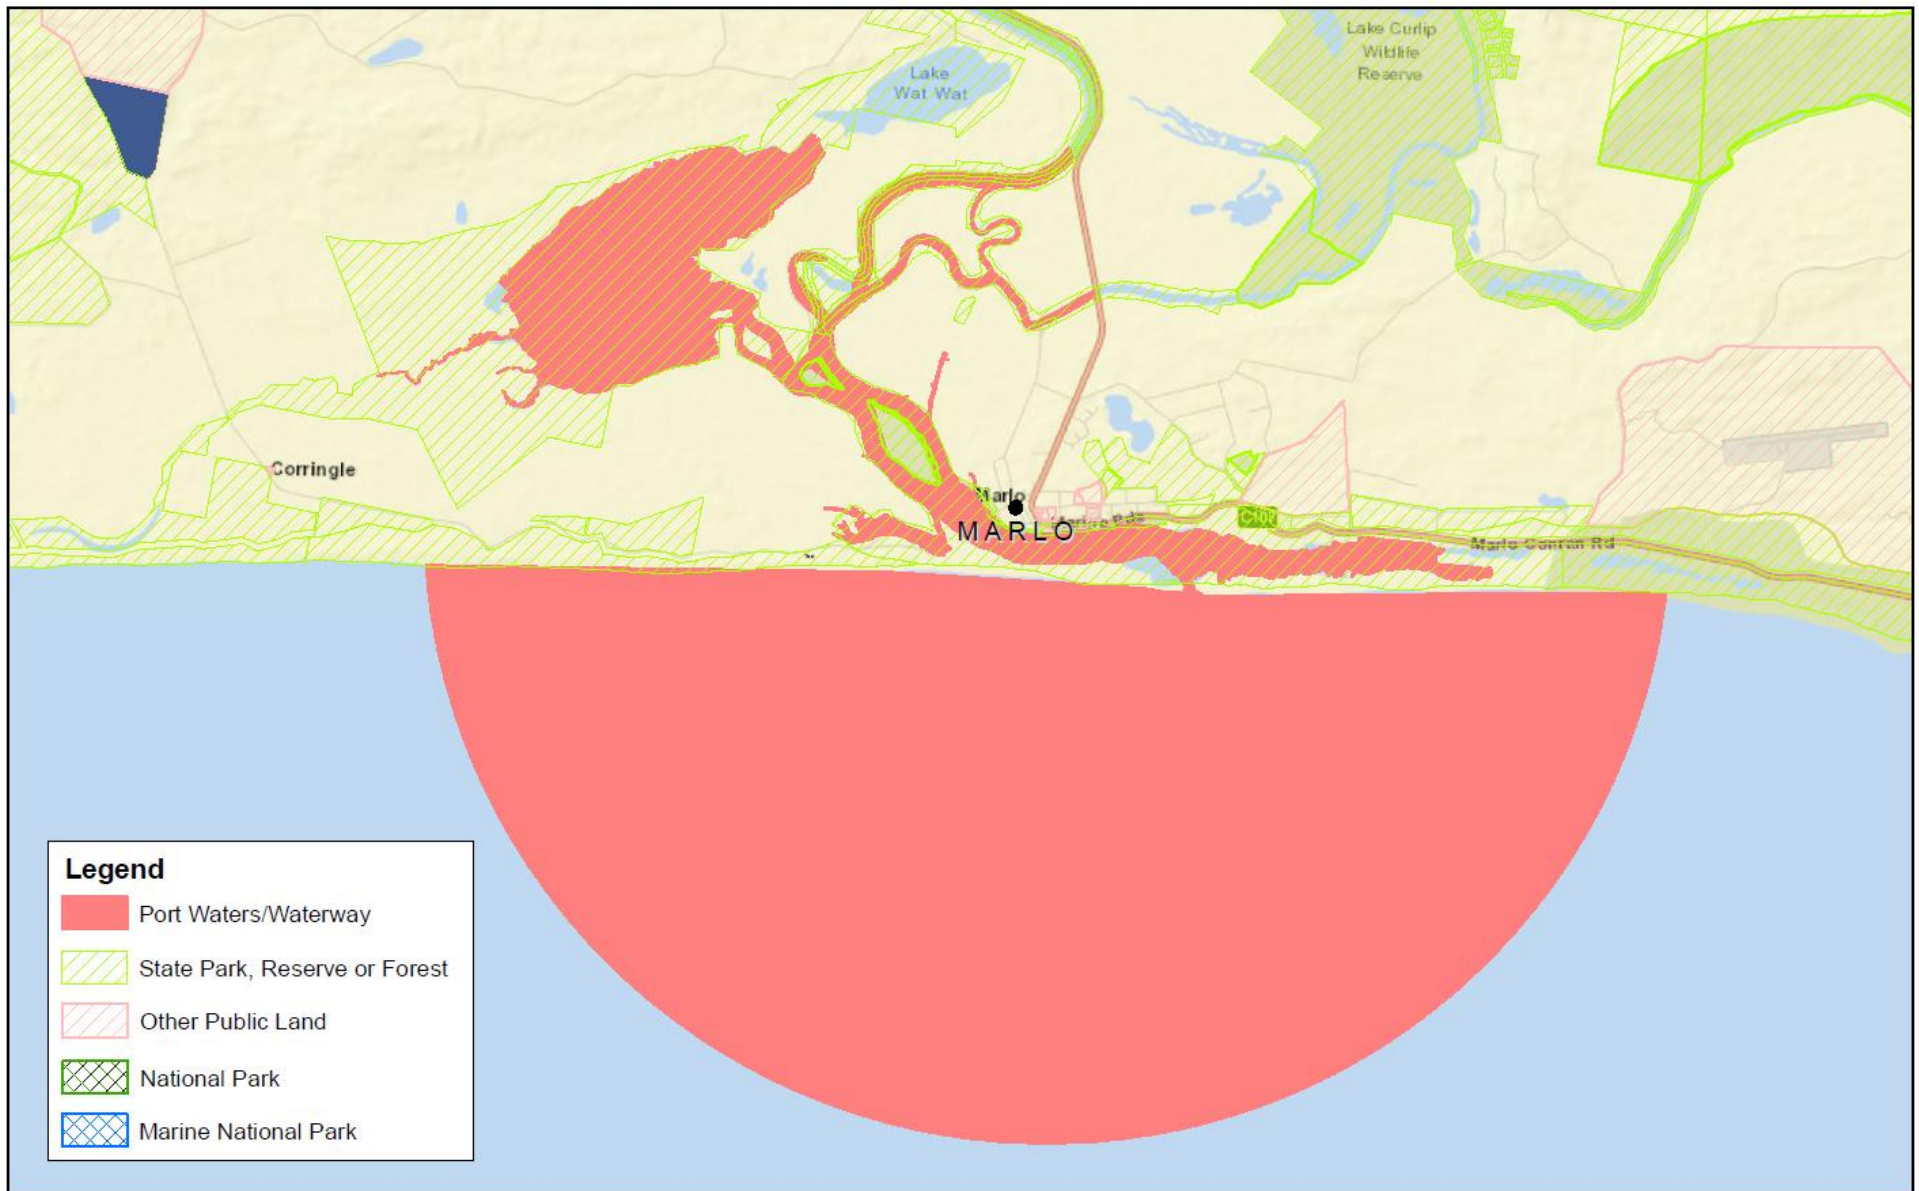 Lake Curlip
Wildlife
Reserve
Lake
Wat Wat
Corringle
Marlo
MARLO
C107
Marlo Conran Rd
Legend
Port Waters/Waterway
State Park, Reserve or Forest
Other Public Land
National Park
Marine National Park